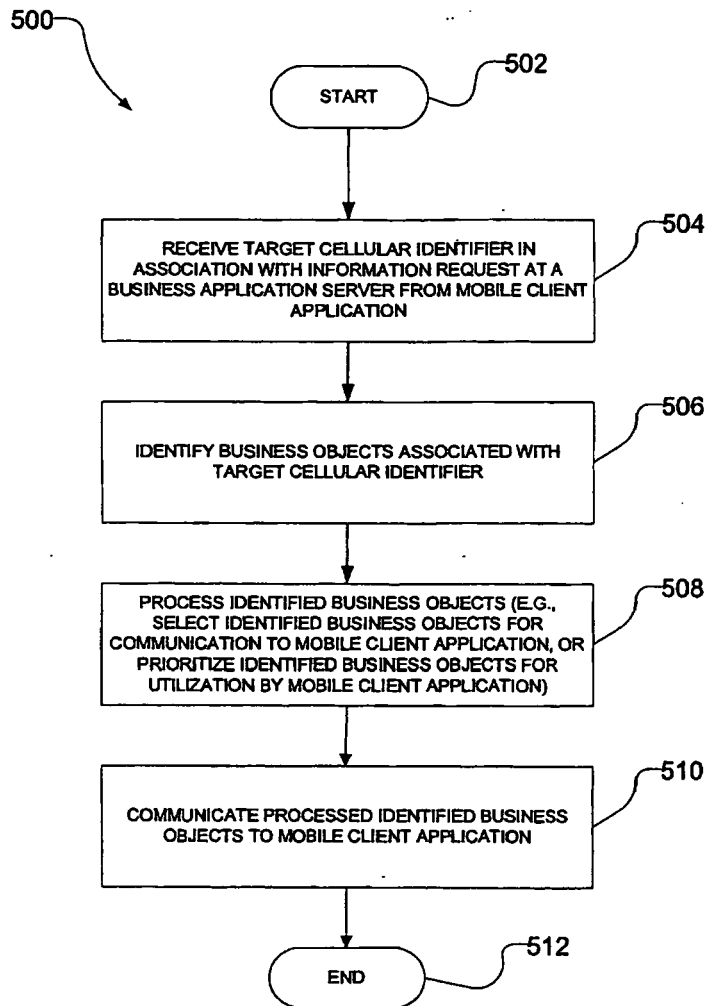 500
502
START
504
RECEIVE TARGET CELLULAR IDENTIFIER IN
ASSOCIATION WITH INFORMATION REQUEST AT A
BUSINESS APPLICATION SERVER FROM MOBILE CLIENT
APPLICATION
506
IDENTIFY BUSINESS OBJECTS ASSOCIATED WITH
TARGET CELLULAR IDENTIFIER
508
PROCESS IDENTIFIED BUSINESS OBJECTS (E.G.,
SELECT IDENTIFIED BUSINESS OBJECTS FOR
COMMUNICATION TO MOBILE CLIENT APPLICATION, OR
PRIORITIZE IDENTIFIED BUSINESS OBJECTS FOR
UTILIZATION BY MOBILE CLIENT APPLICATION)
510
COMMUNICATE PROCESSED IDENTIFIED BUSINESS
OBJECTS TO MOBILE CLIENT APPLICATION
512
END